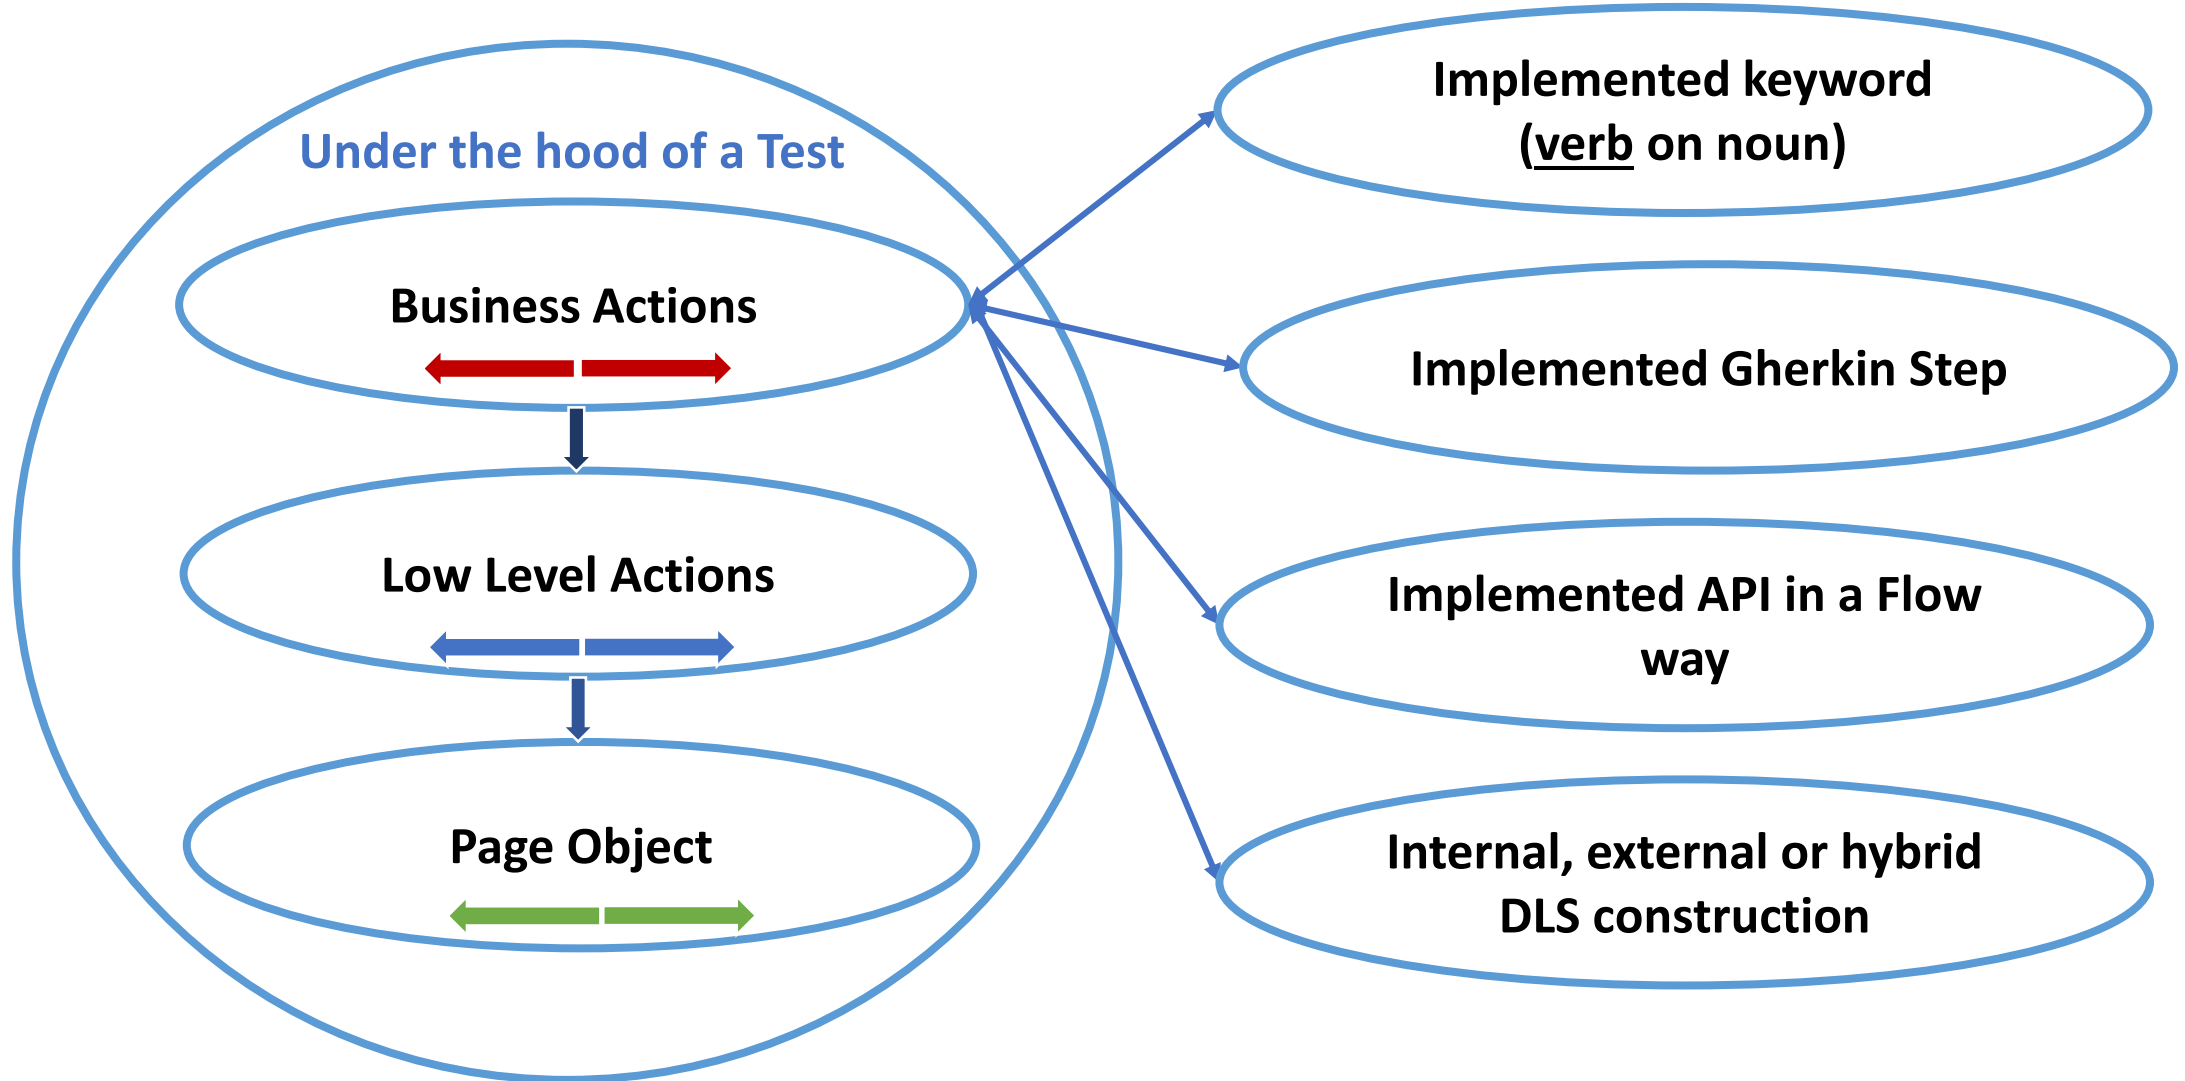 Under the hood of a Test
Business Actions
Low Level Actions
Page Object
Implemented keyword
(verb on noun)
Implemented Gherkin Step
Implemented API in a Flow
way
Internal, external or hybrid
DLS construction